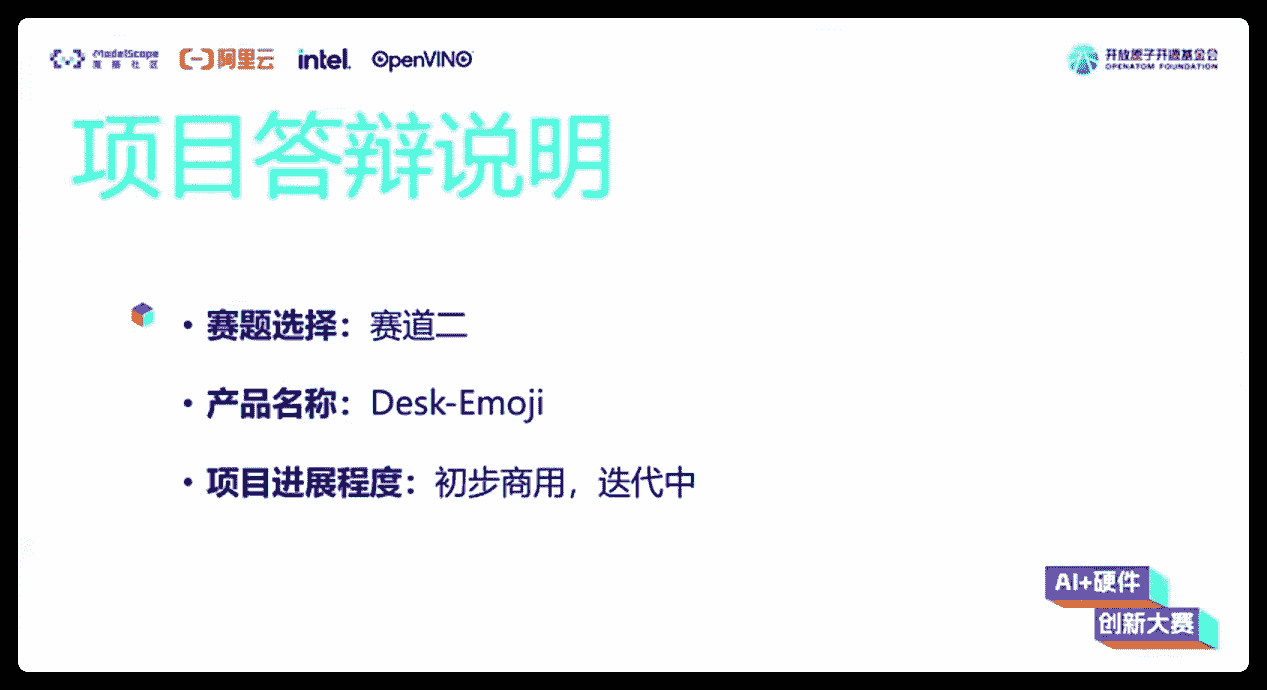 ModelScope
魔搭社区
阿里云
intel.
OpenVINO
开放原子开源基金会
OPENATOM FOUNDATION
项目答辩说明
• 赛题选择：赛道二
• 产品名称：Desk-Emoji
• 项目进展程度：初步商用，迭代中
AI+硬件
创新大赛